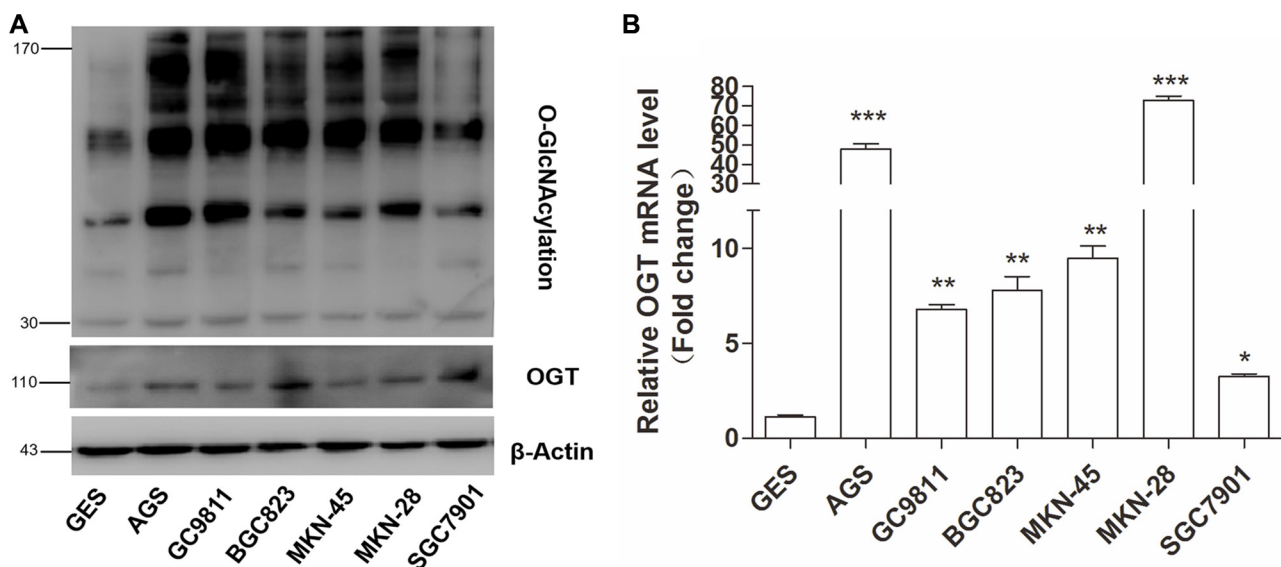 A
170
30
O-GlcNAcylation
110
OGT
43
β-Actin
GES
AGS
GC9811
BGC823
MKN-45
MKN-28
SGC7901
B
Relative OGT mRNA level
(Fold change)
80
70
60
50
40
30
10
5
0
***
**
**
**
***
*
GES
AGS
GC9811
BGC823
MKN-45
MKN-28
SGC7901